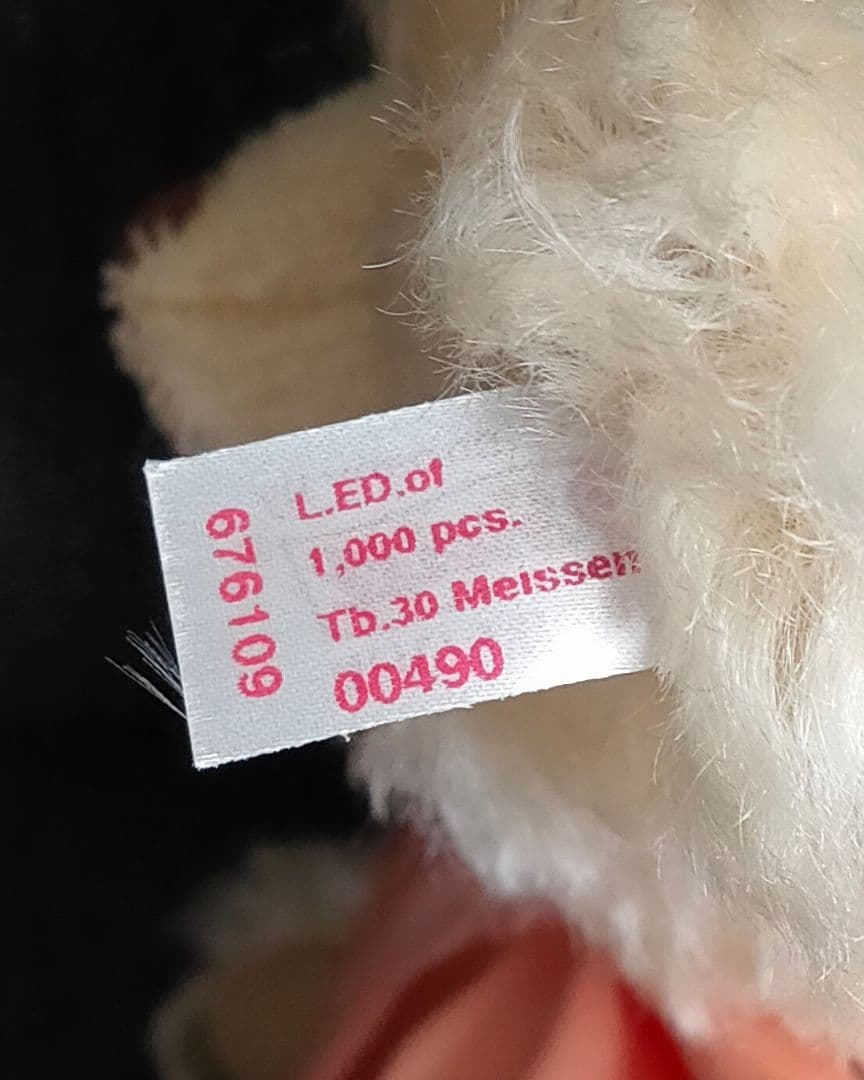 676109
L.ED.of
1,000 pcs.
Tb.30 Meissen
00490